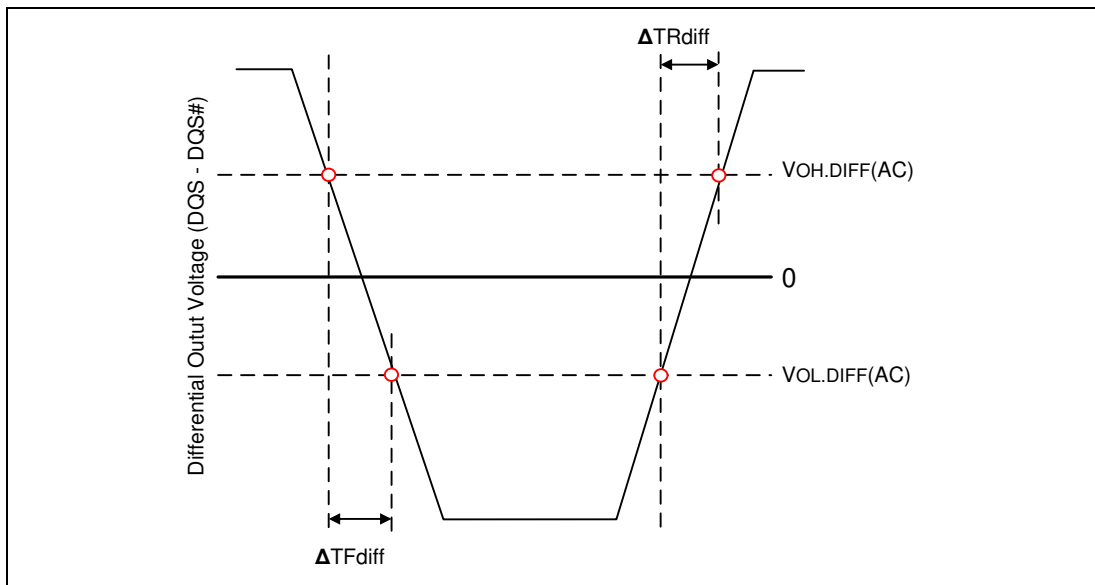 ΔTRdiff
Differential Outut Voltage (DQS - DQS#)
VOH.DIFF(AC)
0
VOL.DIFF(AC)
ΔTFdiff